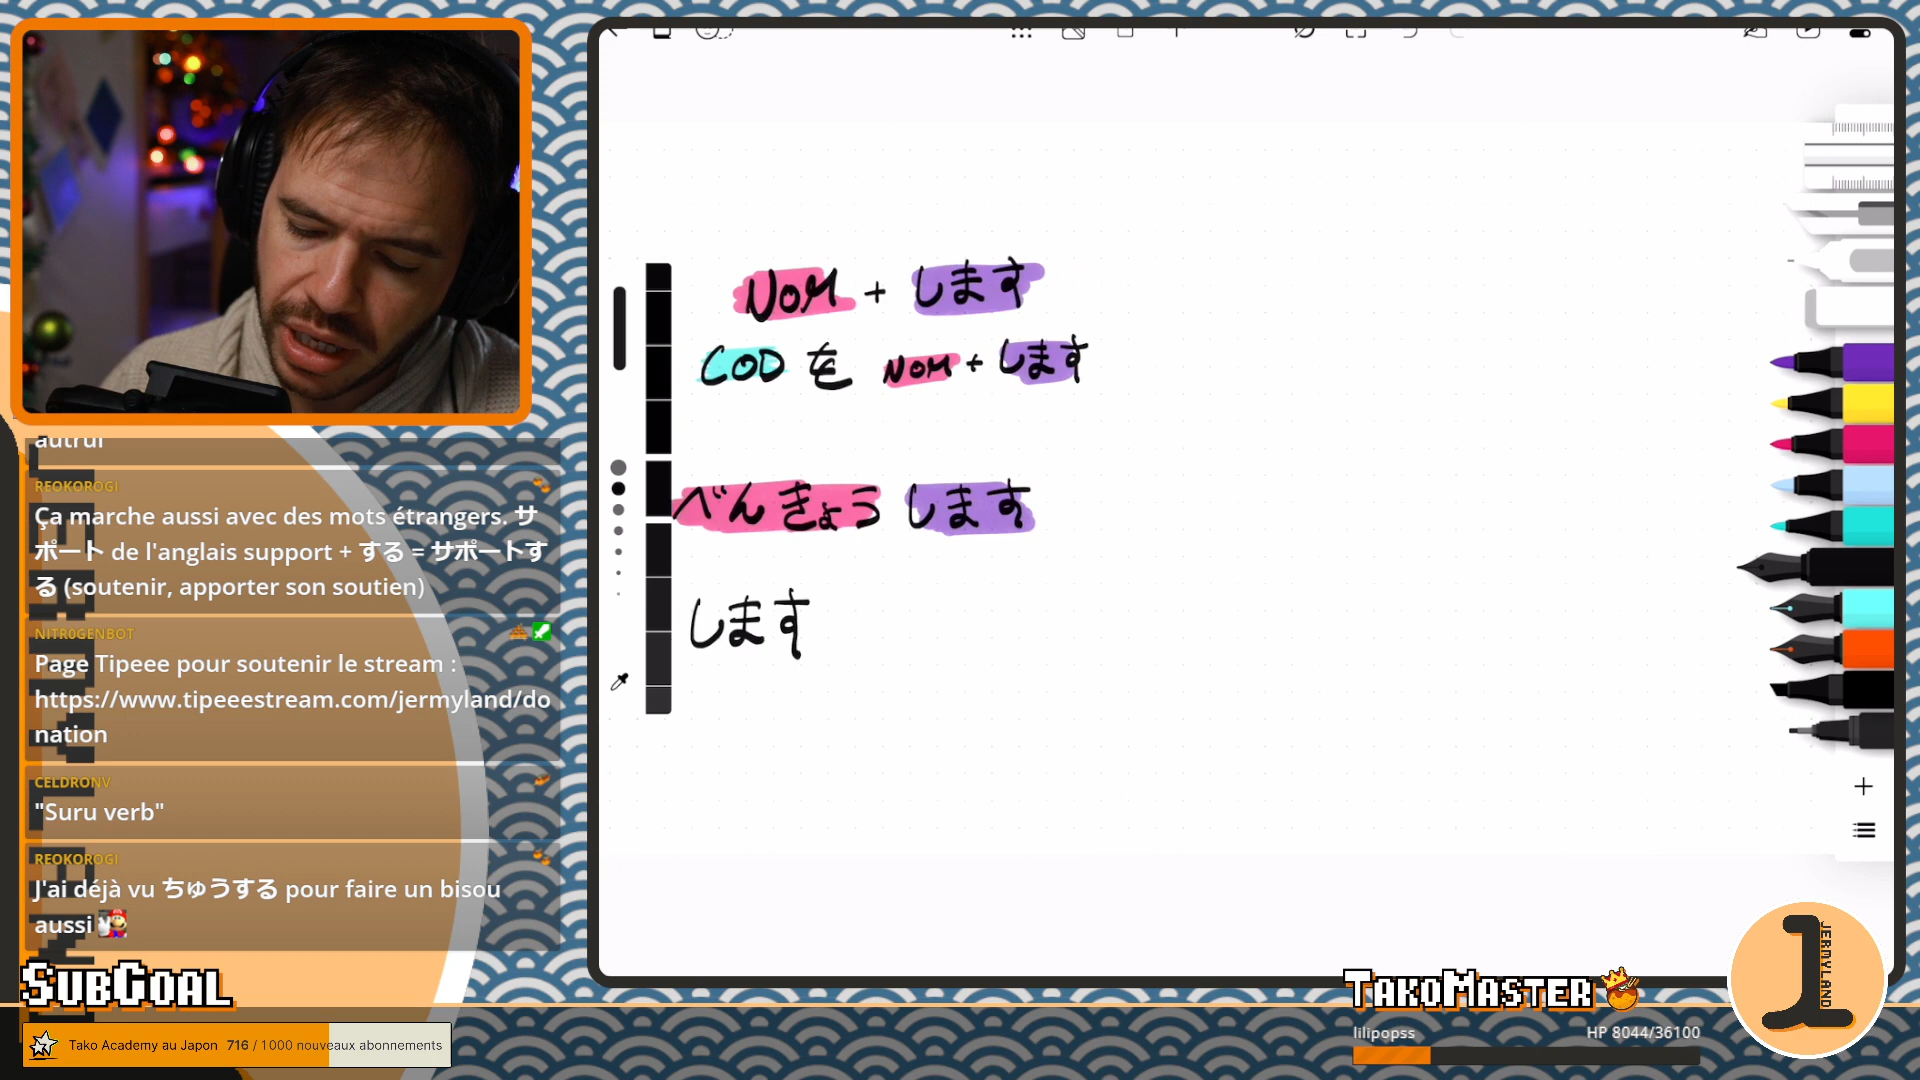 NOM + します
COD を NOM + します
べんきょう します
します
autrui
REOKOROGI
Ça marche aussi avec des mots étrangers. サ
ポート de l'anglais support + する = サポートす
る (soutenir, apporter son soutien)
NITR0GENBOT
Page Tipeee pour soutenir le stream :
https://www.tipeeestream.com/jermyland/do
nation
CELDRONV
"Suru verb"
REOKOROGI
J'ai déjà vu ちゅうする pour faire un bisou
aussi
SUBGOAL
Tako Academy au Japon 716 / 1000 nouveaux abonnements
TAKOMASTER
lilipopss HP 8044/36100
JERMYLAND